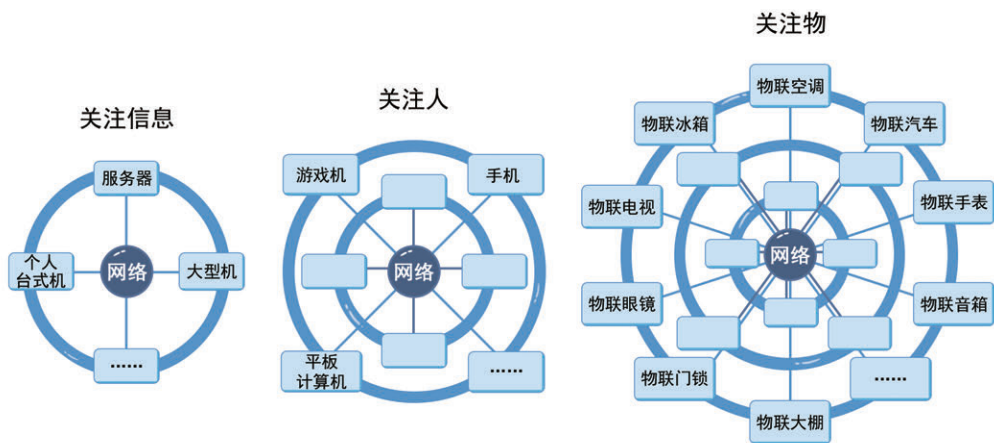 关注信息
服务器
个人
台式机
网络
大型机
……
关注人
游戏机
手机
网络
平板
计算机
……
关注物
物联空调
物联冰箱
物联汽车
物联电视
物联手表
网络
物联眼镜
物联音箱
物联门锁
……
物联大棚